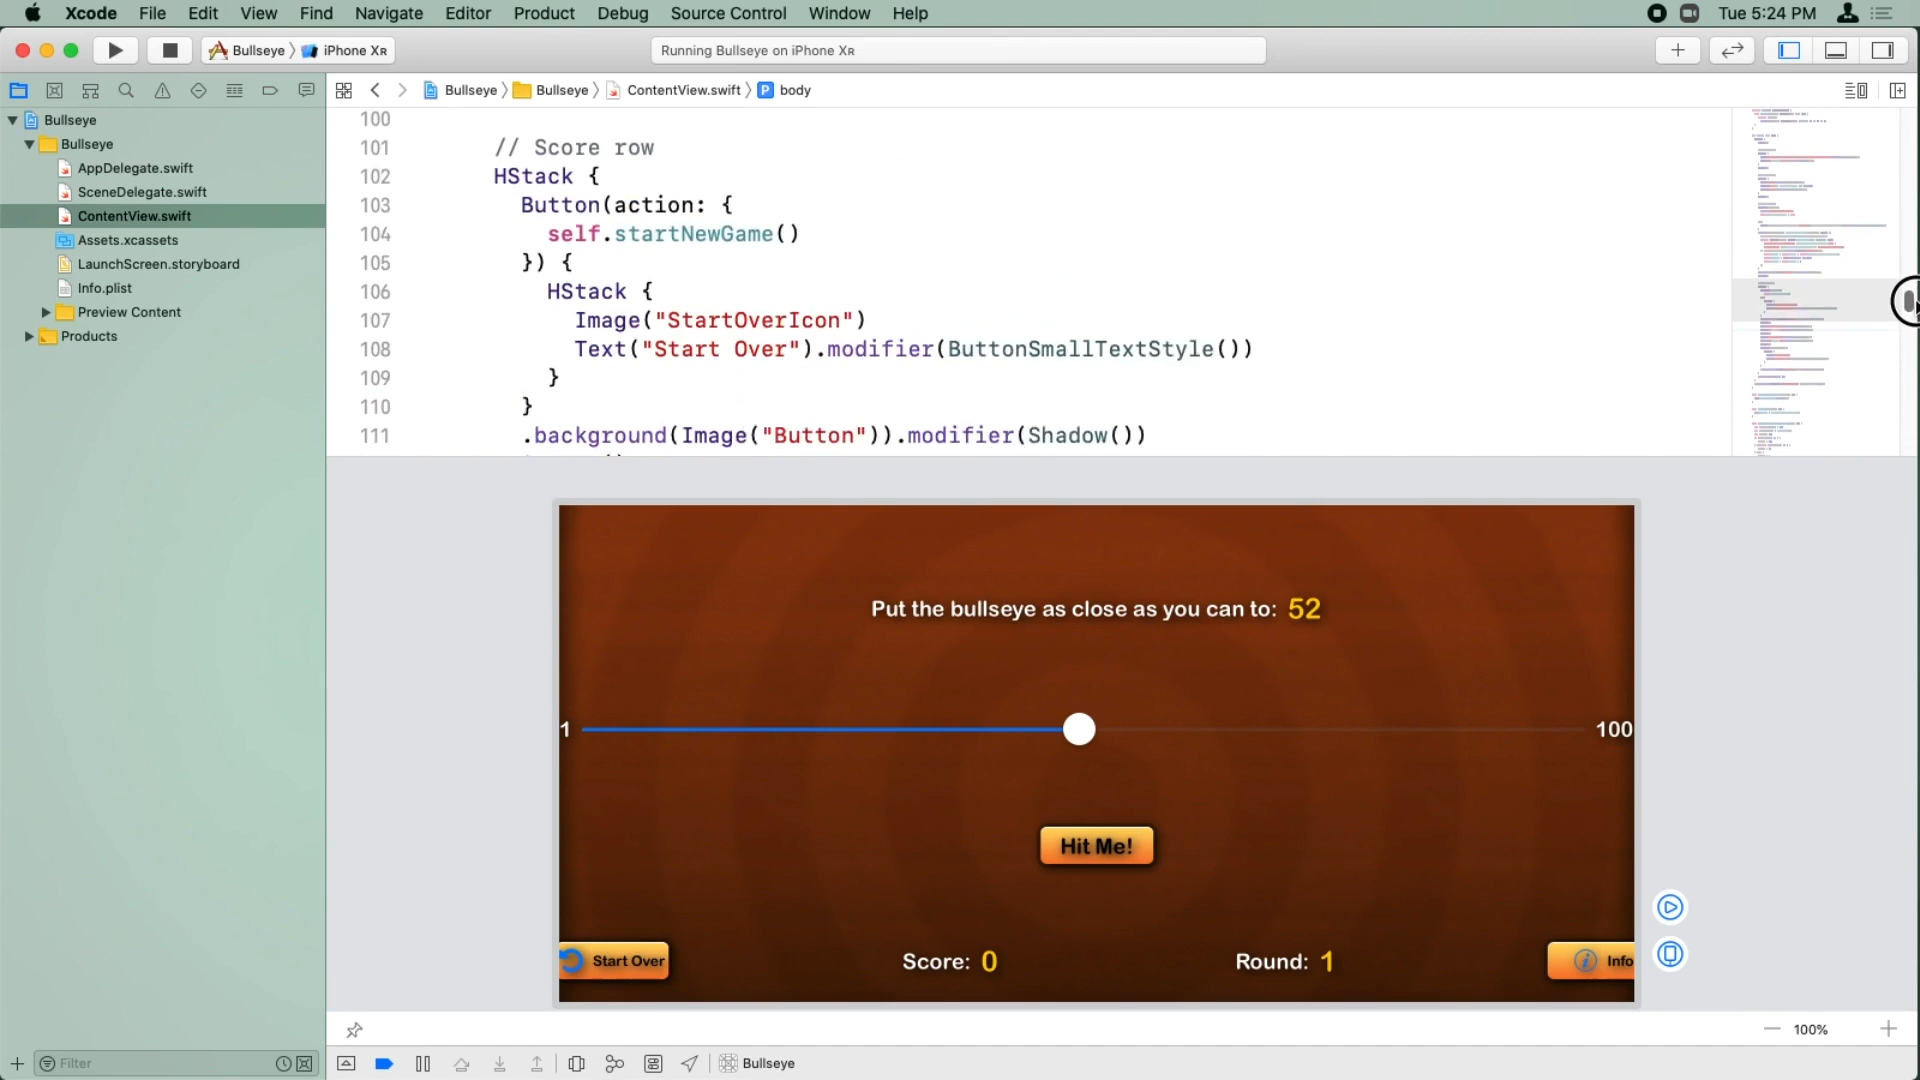 Xcode File Edit View Find Navigate Editor Product Debug Source Control Window Help Tue 5:24 PM
Bullseye iPhone XR Running Bullseye on iPhone XR
Bullseye Bullseye ContentView.swift body
Bullseye
Bullseye
AppDelegate.swift
SceneDelegate.swift
ContentView.swift
Assets.xcassets
LaunchScreen.storyboard
Info.plist
Preview Content
Products
100
101 // Score row
102 HStack {
103 Button(action: {
104 self.startNewGame()
105 }) {
106 HStack {
107 Image("StartOverIcon")
108 Text("Start Over").modifier(ButtonSmallTextStyle())
109 }
110 }
111 .background(Image("Button")).modifier(Shadow())
Put the bullseye as close as you can to: 52
1 100
Hit Me!
Start Over Score: 0 Round: 1 Info
100%
Filter Bullseye